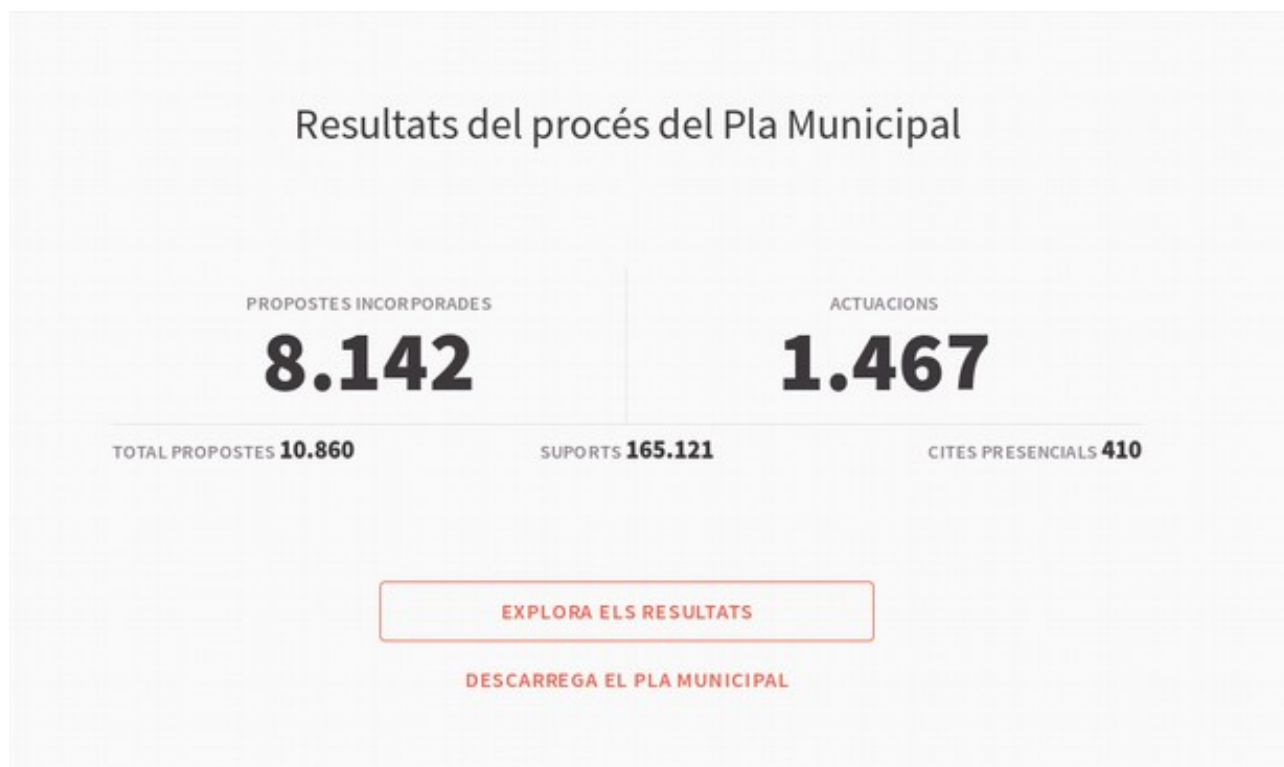 Resultats del procés del Pla Municipal
PROPOSTES INCORPORADES
8.142
ACTUACIONS
1.467
TOTAL PROPOSTES 10.860
SUPORTS 165.121
CITES PRESENCIALS 410
EXPLORA ELS RESULTATS
DESCARREGA EL PLA MUNICIPAL